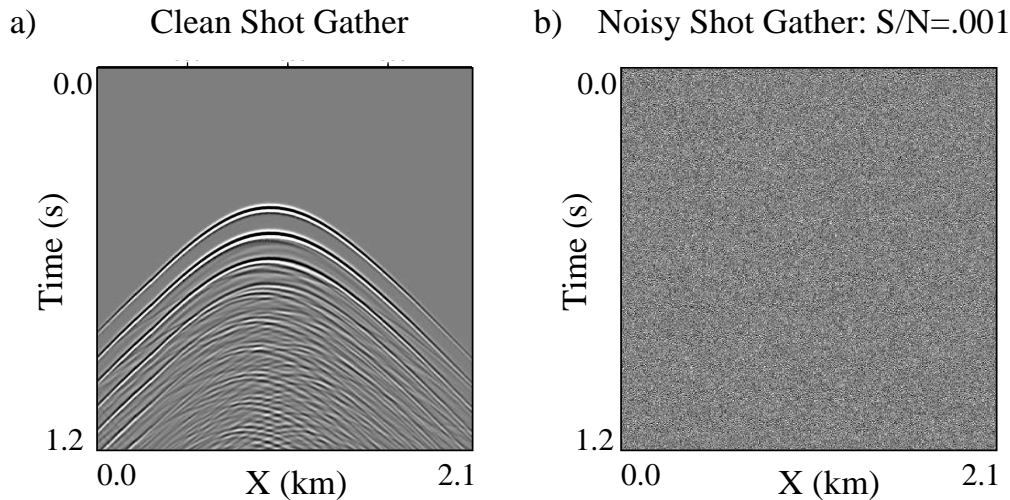 a) Clean Shot Gather
0.0
Time (s)
1.2
0.0 2.1
X (km)
b) Noisy Shot Gather: S/N=.001
0.0
Time (s)
1.2
0.0 2.1
X (km)